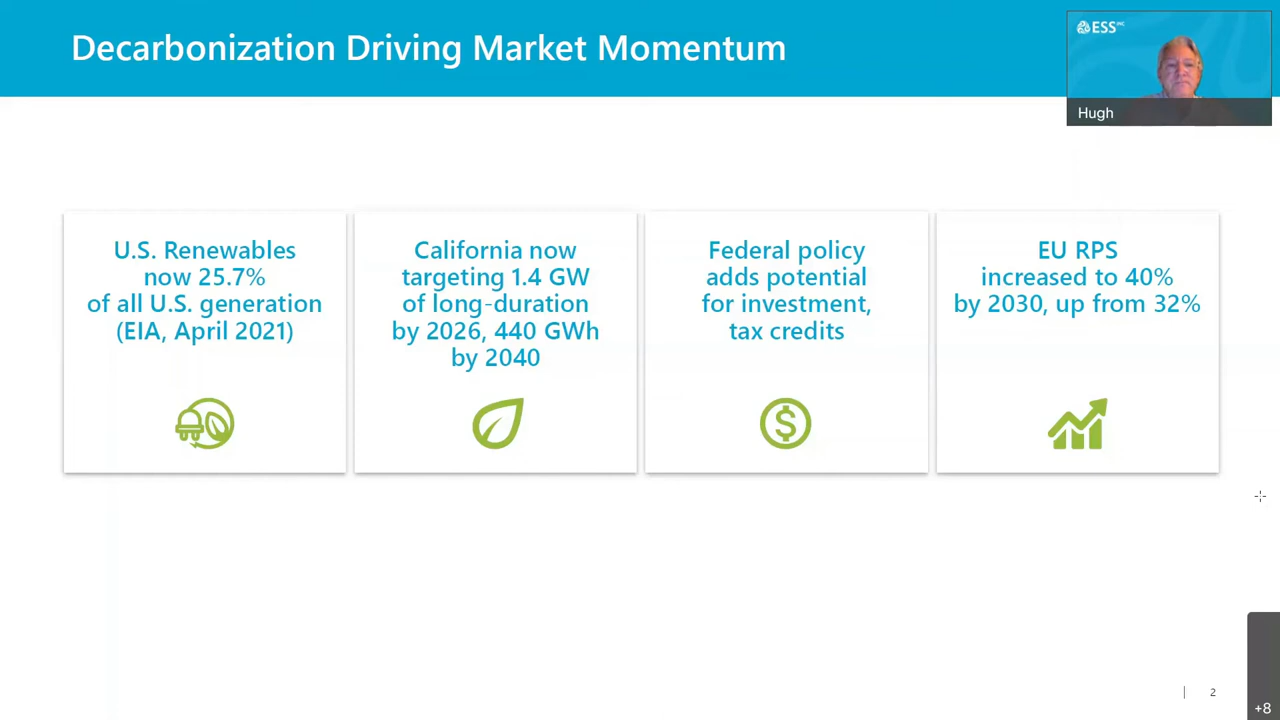 Decarbonization Driving Market Momentum
ESS INC
Hugh
U.S. Renewables
now 25.7%
of all U.S. generation
(EIA, April 2021)
California now
targeting 1.4 GW
of long-duration
by 2026, 440 GWh
by 2040
Federal policy
adds potential
for investment,
tax credits
EU RPS
increased to 40%
by 2030, up from 32%
$
2
+8